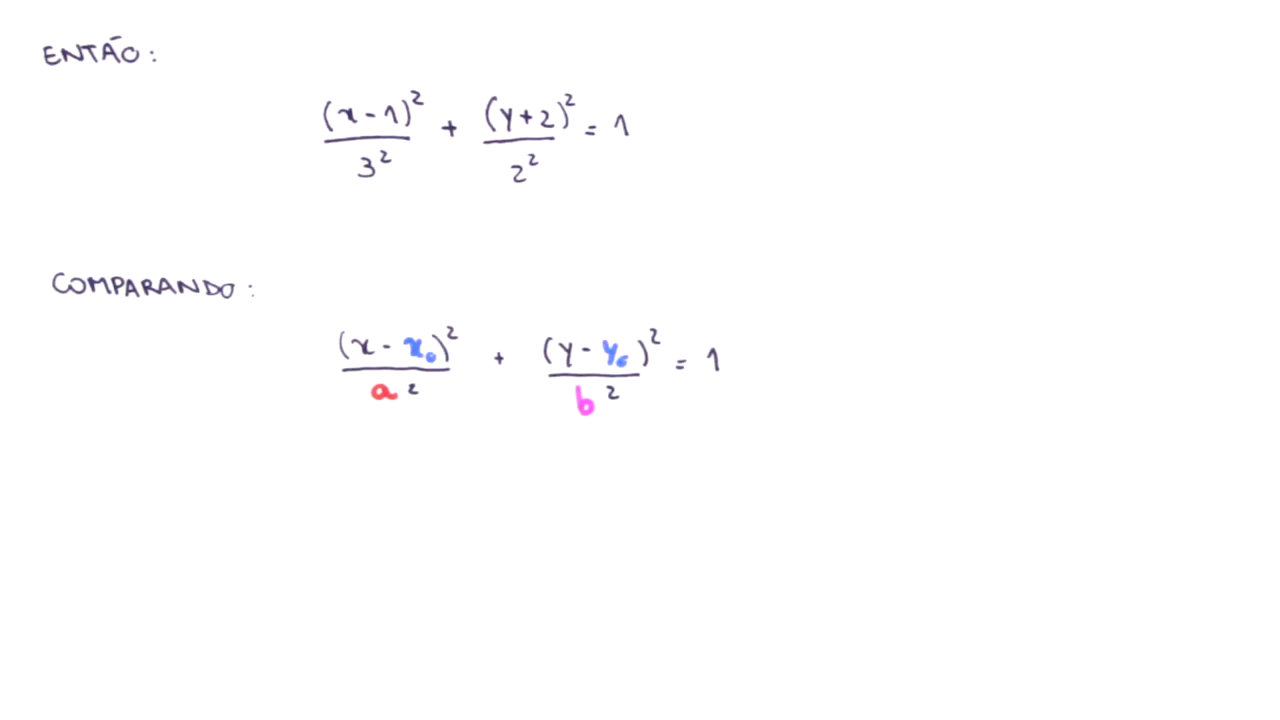 ENTÃO:
(x-1)²/3² + (y+2)²/2² = 1
COMPARANDO:
(x-x₀)²/a² + (y-y₀)²/b² = 1